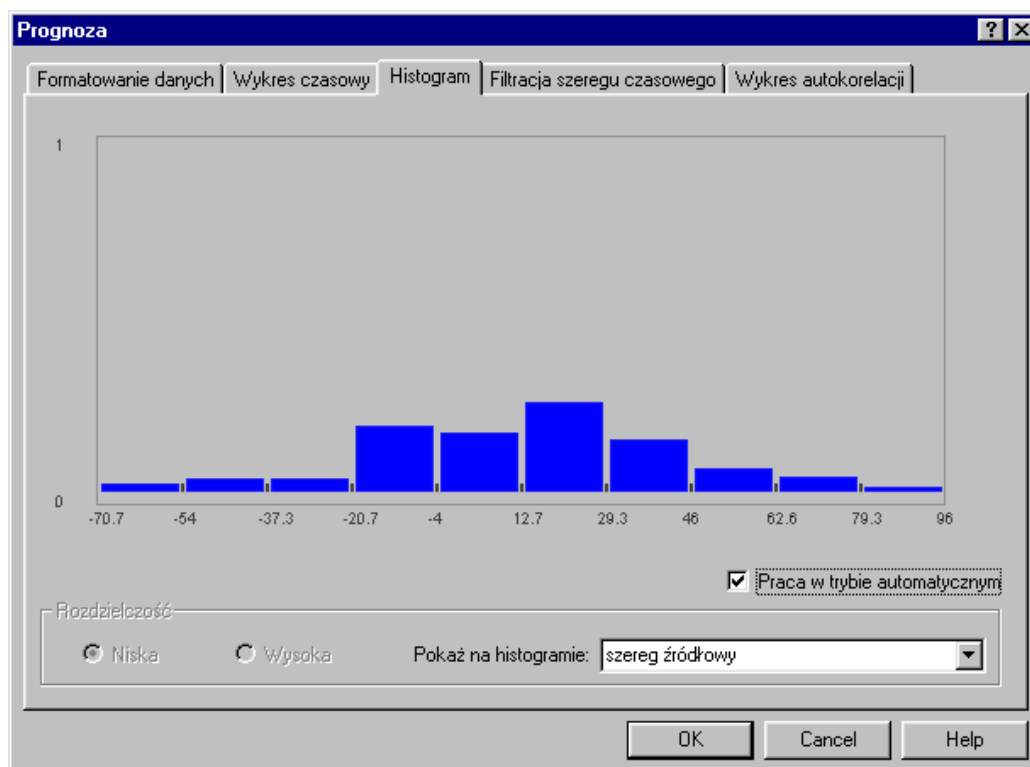 Prognoza
Formatowanie danych Wykres czasowy Histogram Filtracja szeregu czasowego Wykres autokorelacji
1
0
-70.7 -54 -37.3 -20.7 -4 12.7 29.3 46 62.6 79.3 96
Praca w trybie automatycznym
Rozdzielczość
Niska Wysoka Pokaż na histogramie: szereg źródłowy
OK Cancel Help